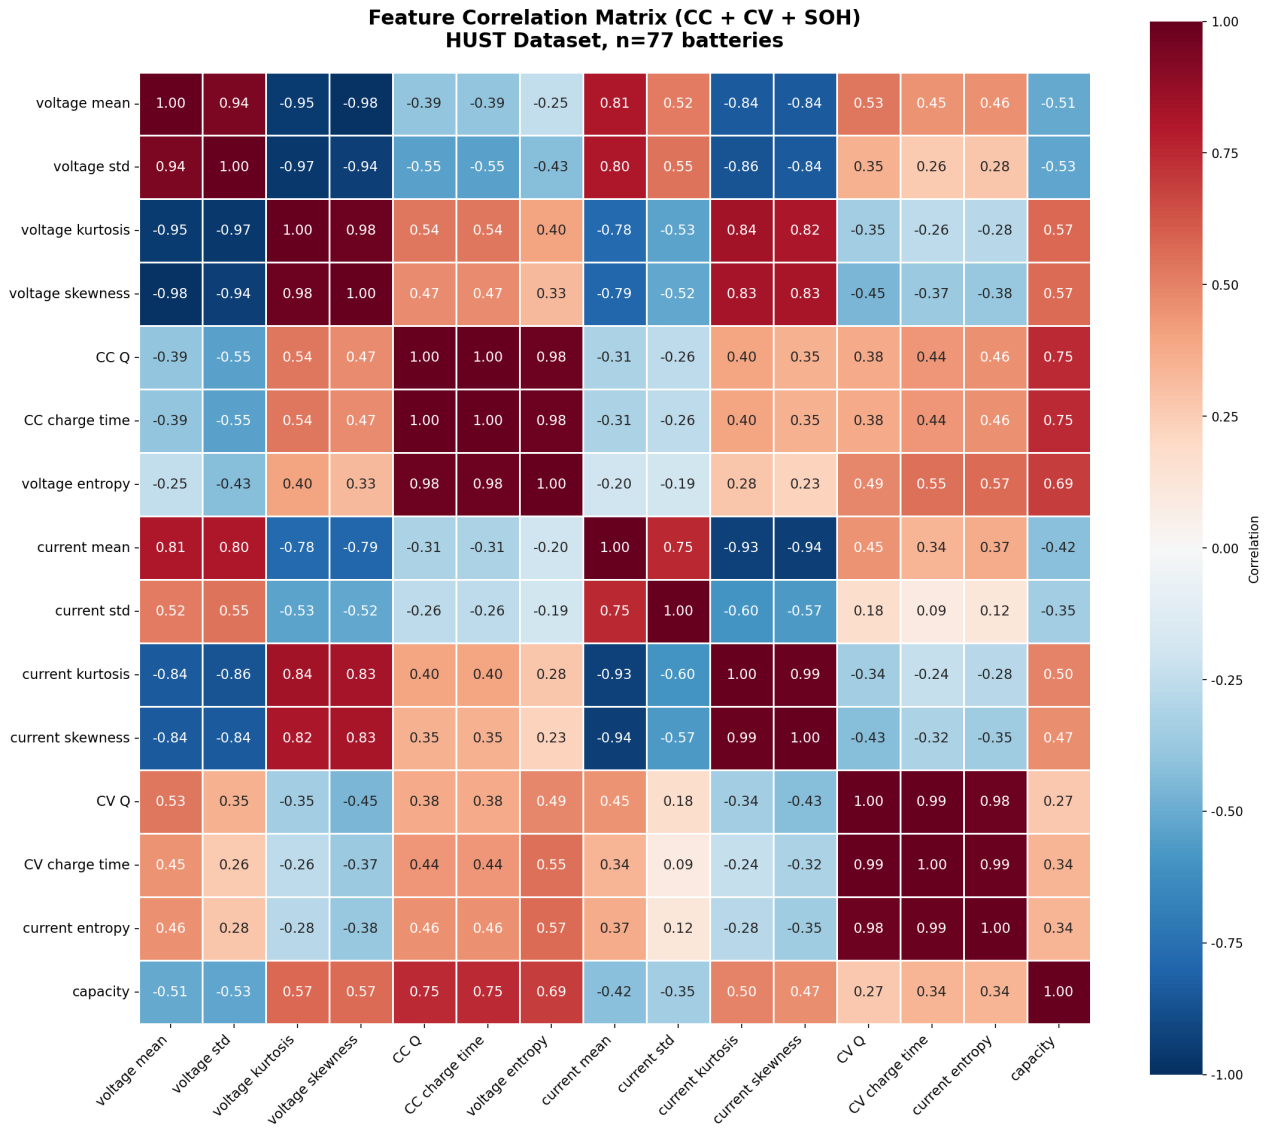 Feature Correlation Matrix (CC + CV + SOH)
HUST Dataset, n=77 batteries
voltage mean 1.00 0.94 -0.95 -0.98 -0.39 -0.39 -0.25 0.81 0.52 -0.84 -0.84 0.53 0.45 0.46 -0.51
voltage std 0.94 1.00 -0.97 -0.94 -0.55 -0.55 -0.43 0.80 0.55 -0.86 -0.84 0.35 0.26 0.28 -0.53
voltage kurtosis -0.95 -0.97 1.00 0.98 0.54 0.54 0.40 -0.78 -0.53 0.84 0.82 -0.35 -0.26 -0.28 0.57
voltage skewness -0.98 -0.94 0.98 1.00 0.47 0.47 0.33 -0.79 -0.52 0.83 0.83 -0.45 -0.37 -0.38 0.57
CC Q -0.39 -0.55 0.54 0.47 1.00 1.00 0.98 -0.31 -0.26 0.40 0.35 0.38 0.44 0.46 0.75
CC charge time -0.39 -0.55 0.54 0.47 1.00 1.00 0.98 -0.31 -0.26 0.40 0.35 0.38 0.44 0.46 0.75
voltage entropy -0.25 -0.43 0.40 0.33 0.98 0.98 1.00 -0.20 -0.19 0.28 0.23 0.49 0.55 0.57 0.69
current mean 0.81 0.80 -0.78 -0.79 -0.31 -0.31 -0.20 1.00 0.75 -0.93 -0.94 0.45 0.34 0.37 -0.42
current std 0.52 0.55 -0.53 -0.52 -0.26 -0.26 -0.19 0.75 1.00 -0.60 -0.57 0.18 0.09 0.12 -0.35
current kurtosis -0.84 -0.86 0.84 0.83 0.40 0.40 0.28 -0.93 -0.60 1.00 0.99 -0.34 -0.24 -0.28 0.50
current skewness -0.84 -0.84 0.82 0.83 0.35 0.35 0.23 -0.94 -0.57 0.99 1.00 -0.43 -0.32 -0.35 0.47
CV Q 0.53 0.35 -0.35 -0.45 0.38 0.38 0.49 0.45 0.18 -0.34 -0.43 1.00 0.99 0.98 0.27
CV charge time 0.45 0.26 -0.26 -0.37 0.44 0.44 0.55 0.34 0.09 -0.24 -0.32 0.99 1.00 0.99 0.34
current entropy 0.46 0.28 -0.28 -0.38 0.46 0.46 0.57 0.37 0.12 -0.28 -0.35 0.98 0.99 1.00 0.34
capacity -0.51 -0.53 0.57 0.57 0.75 0.75 0.69 -0.42 -0.35 0.50 0.47 0.27 0.34 0.34 1.00
voltage mean
voltage std
voltage kurtosis
voltage skewness
CC Q
CC charge time
voltage entropy
current mean
current std
current kurtosis
current skewness
CV Q
CV charge time
current entropy
capacity
1.00
0.75
0.50
0.25
0.00
-0.25
-0.50
-0.75
-1.00
Correlation